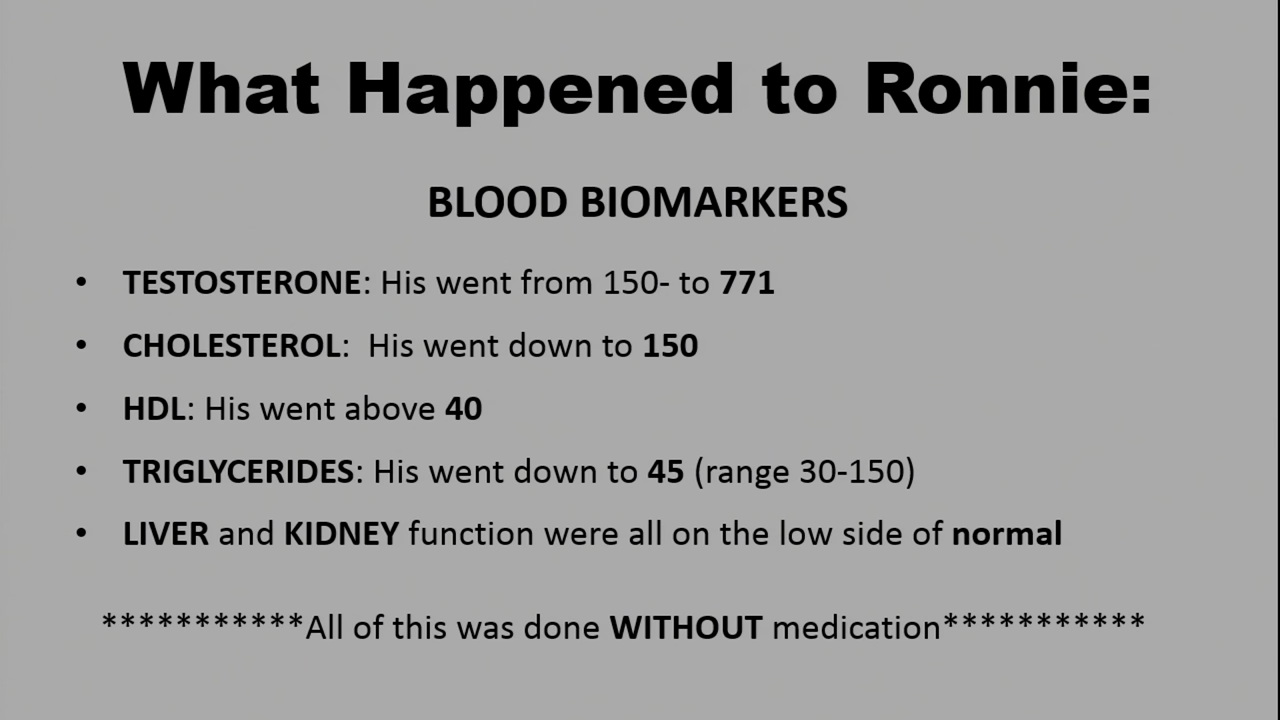 What Happened to Ronnie:
BLOOD BIOMARKERS
• TESTOSTERONE: His went from 150- to 771
• CHOLESTEROL:  His went down to 150
• HDL: His went above 40
• TRIGLYCERIDES: His went down to 45 (range 30-150)
• LIVER and KIDNEY function were all on the low side of normal
***********All of this was done WITHOUT medication***********